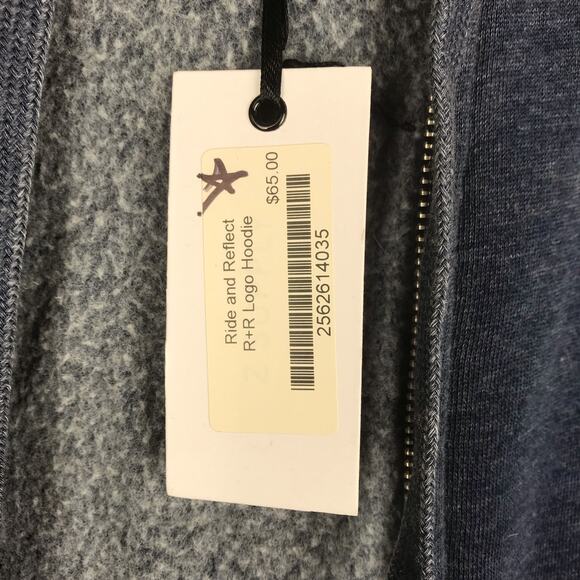 $65.00
Ride and Reflect
R+R Logo Hoodie
2562614035